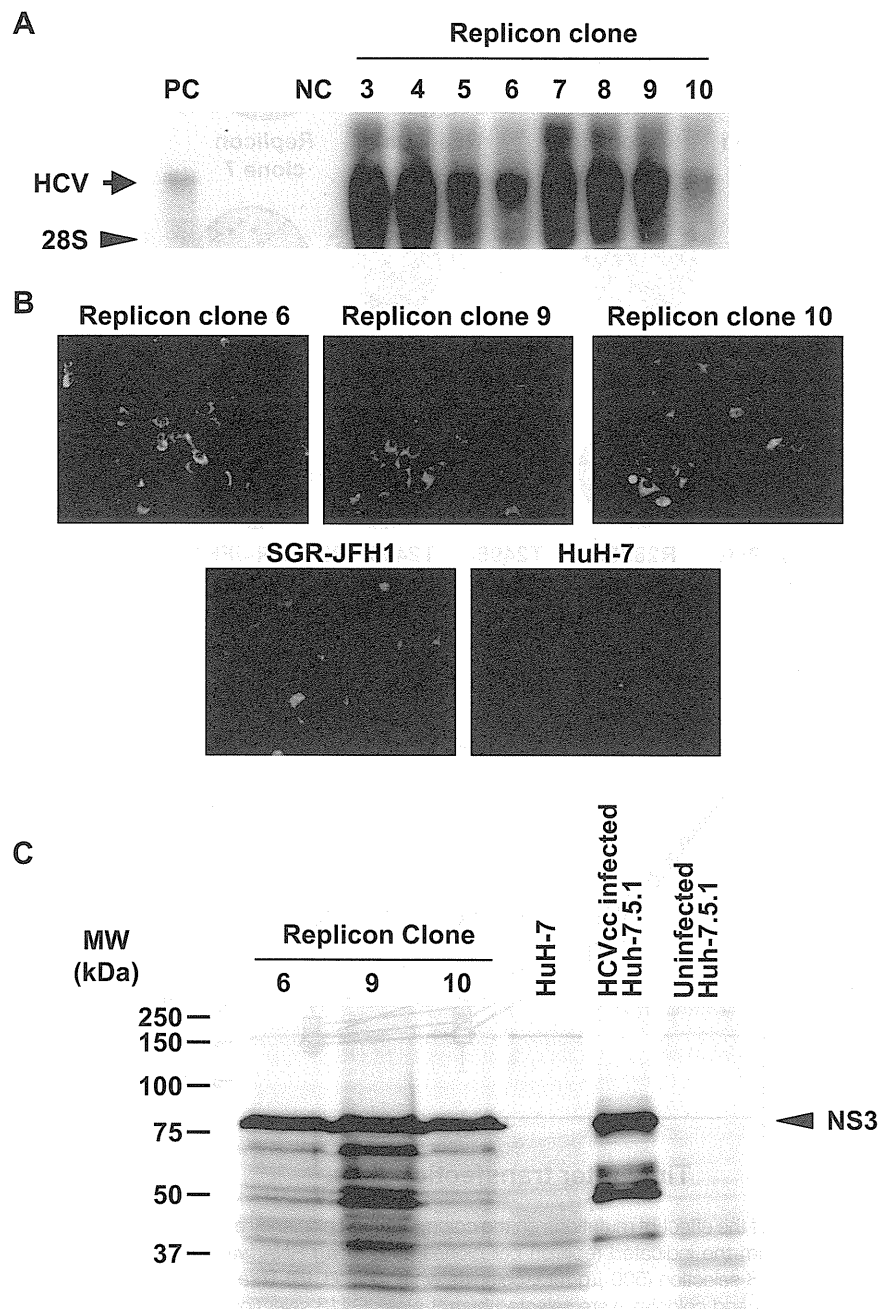 A
Replicon clone
PC NC 3 4 5 6 7 8 9 10
HCV
28S
B
Replicon clone 6 Replicon clone 9 Replicon clone 10
SGR-JFH1 HuH-7
C
MW
(kDa)
Replicon Clone
6 9 10
HuH-7
HCVcc infected
Huh-7.5.1
Uninfected
Huh-7.5.1
250
150
100
75
50
37
NS3